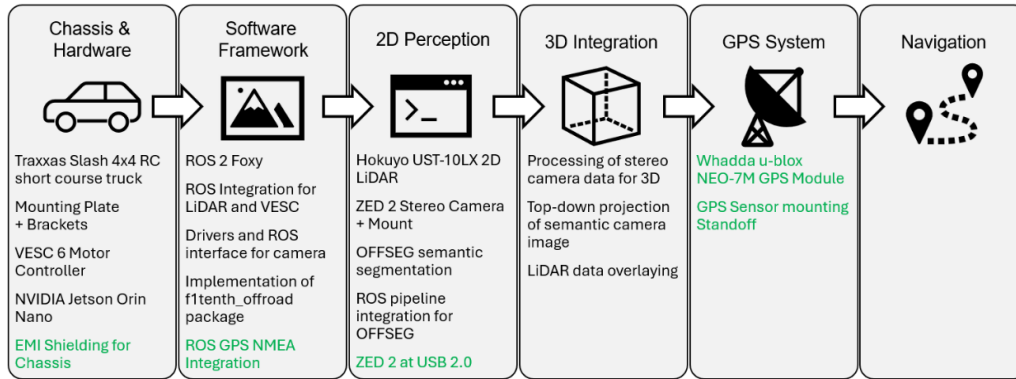 Chassis &
Hardware
Traxxas Slash 4x4 RC
short course truck
Mounting Plate
+ Brackets
VESC 6 Motor
Controller
NVIDIA Jetson Orin
Nano
EMI Shielding for
Chassis
Software
Framework
ROS 2 Foxy
ROS Integration for
LiDAR and VESC
Drivers and ROS
interface for camera
Implementation of
f1tenth_offroad
package
ROS GPS NMEA
Integration
2D Perception
Hokuyo UST-10LX 2D
LiDAR
ZED 2 Stereo Camera
+ Mount
OFFSEG semantic
segmentation
ROS pipeline
integration for
OFFSEG
ZED 2 at USB 2.0
3D Integration
Processing of stereo
camera data for 3D
Top-down projection
of semantic camera
image
LiDAR data overlaying
GPS System
Whadda u-blox
NEO-7M GPS Module
GPS Sensor mounting
Standoff
Navigation